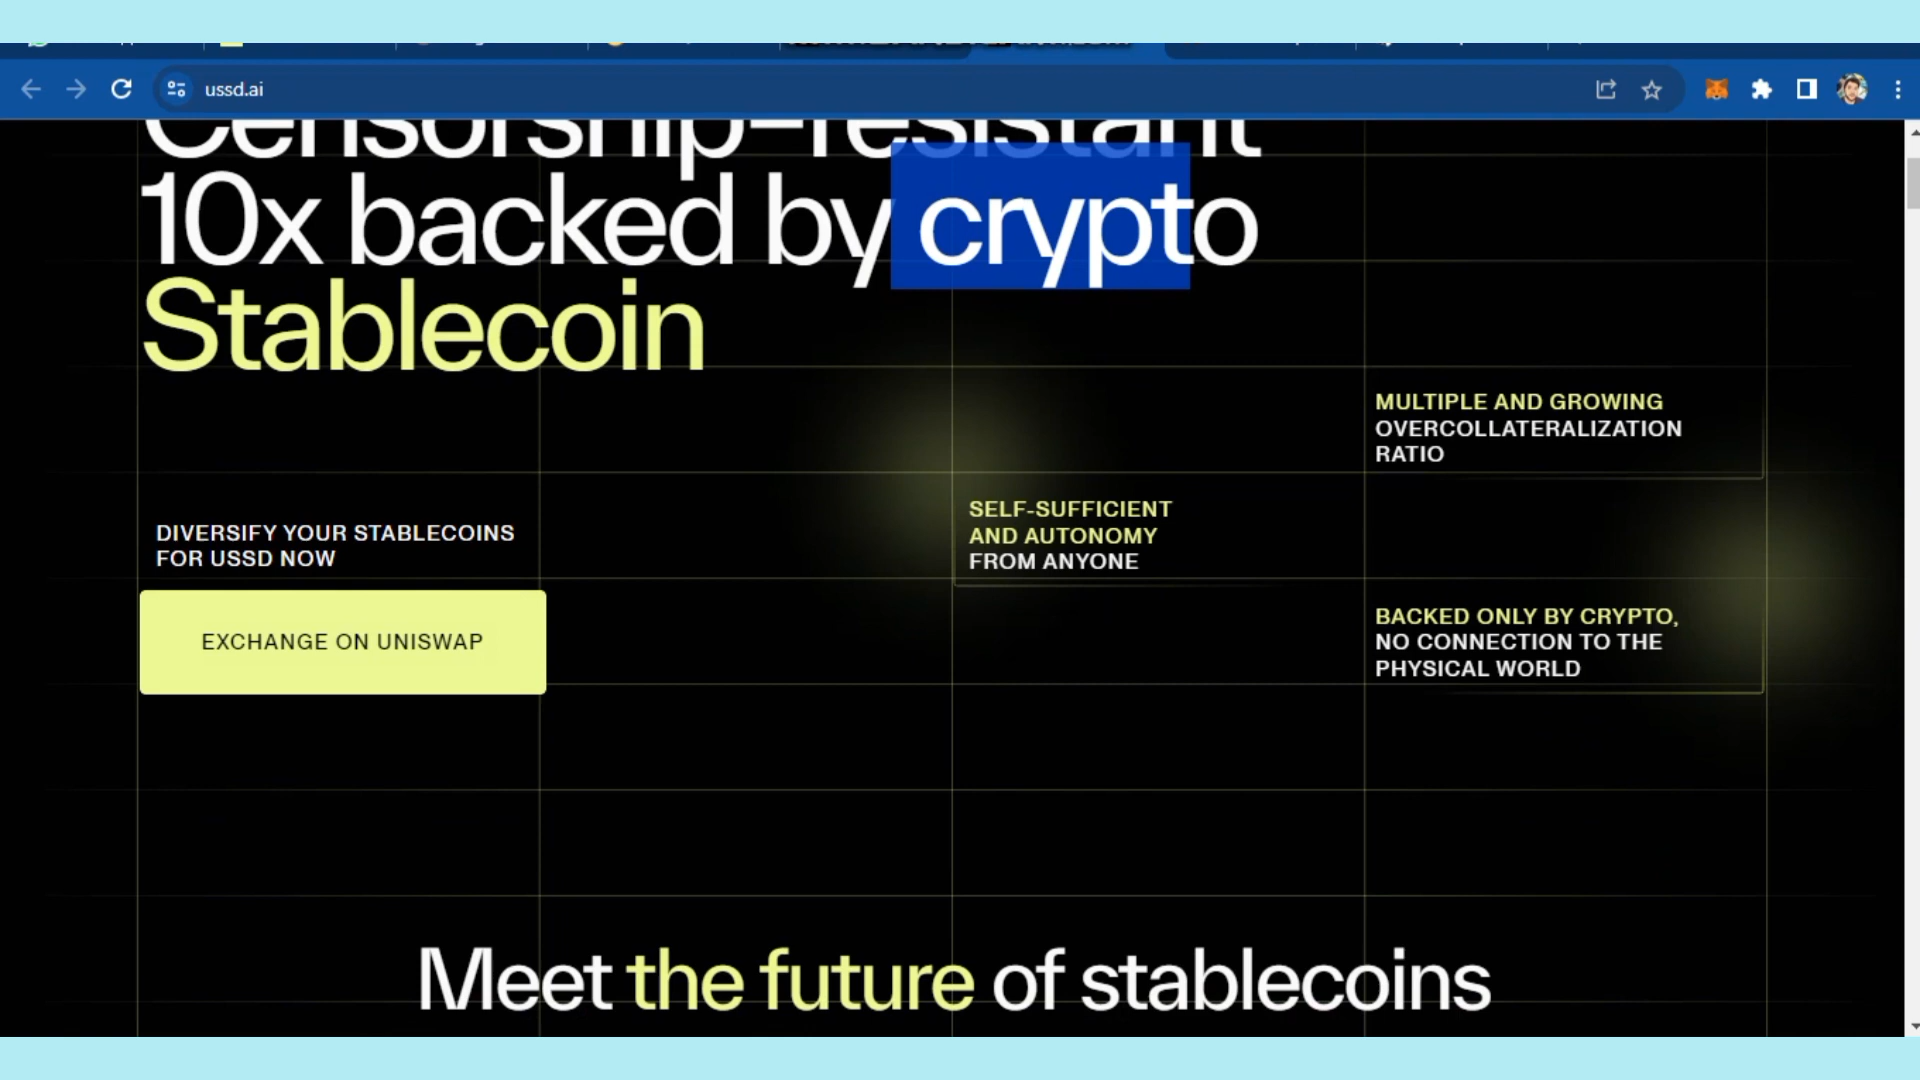 ussd.ai
Censorship-resistant
10x backed by crypto
Stablecoin
MULTIPLE AND GROWING
OVERCOLLATERALIZATION
RATIO
SELF-SUFFICIENT
AND AUTONOMY
FROM ANYONE
DIVERSIFY YOUR STABLECOINS
FOR USSD NOW
EXCHANGE ON UNISWAP
BACKED ONLY BY CRYPTO,
NO CONNECTION TO THE
PHYSICAL WORLD
Meet the future of stablecoins